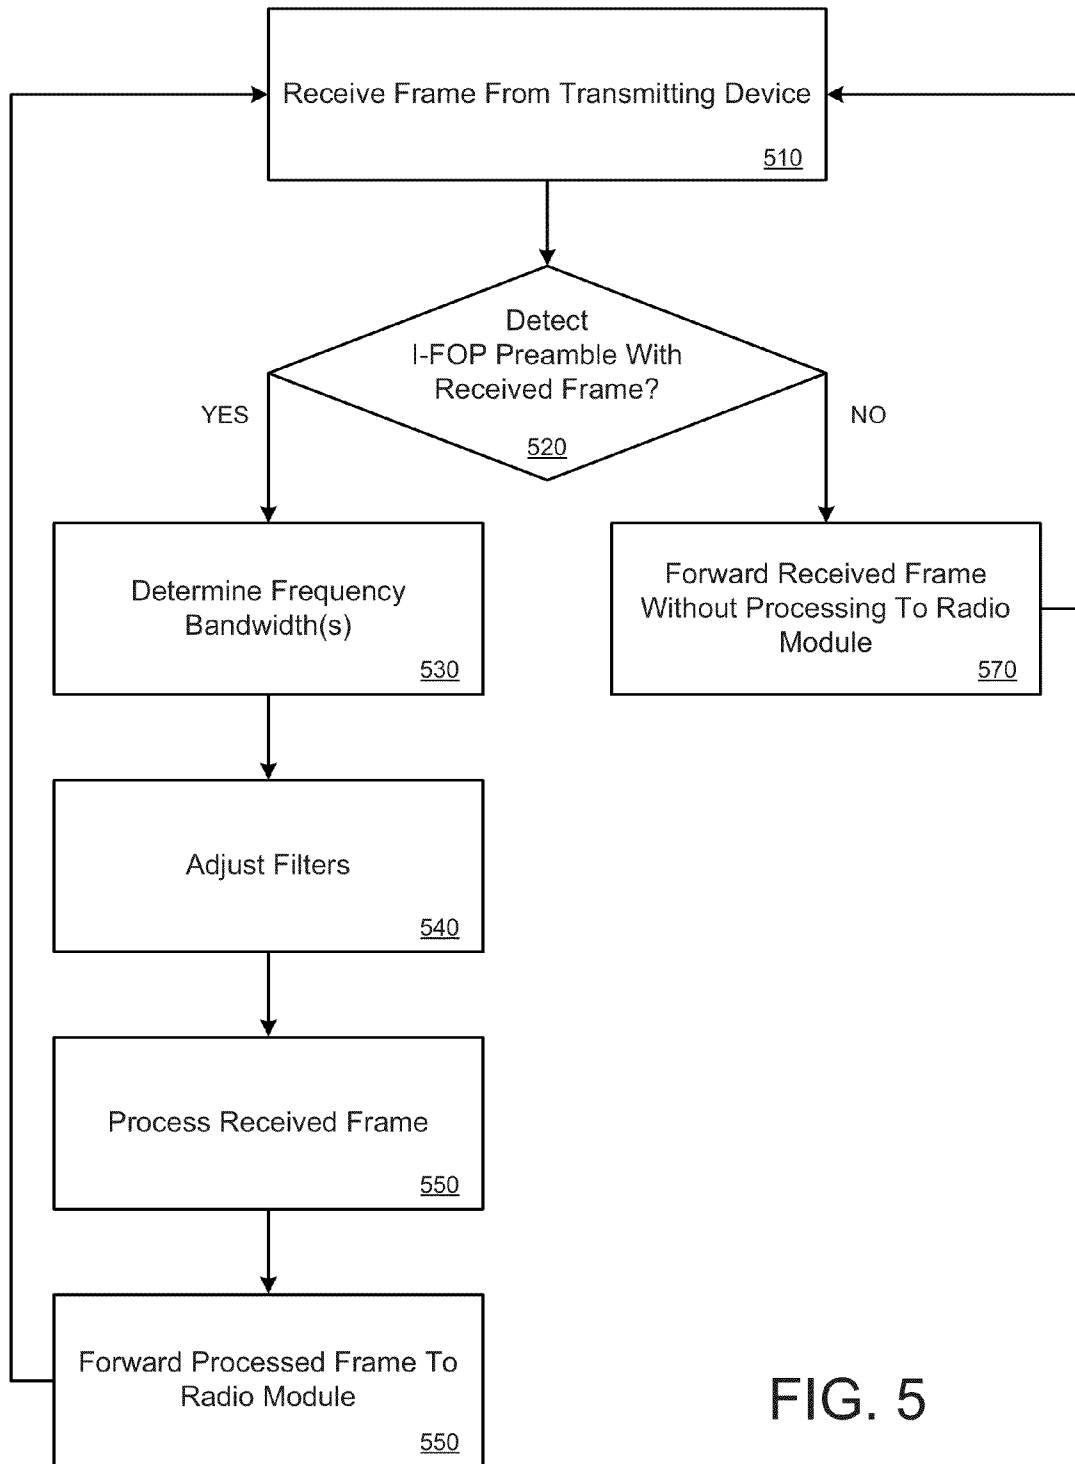 Receive Frame From Transmitting Device
510
Detect
I-FOP Preamble With
Received Frame?
520
YES
NO
Determine Frequency
Bandwidth(s)
530
Forward Received Frame
Without Processing To Radio
Module
570
Adjust Filters
540
Process Received Frame
550
Forward Processed Frame To
Radio Module
550
FIG. 5